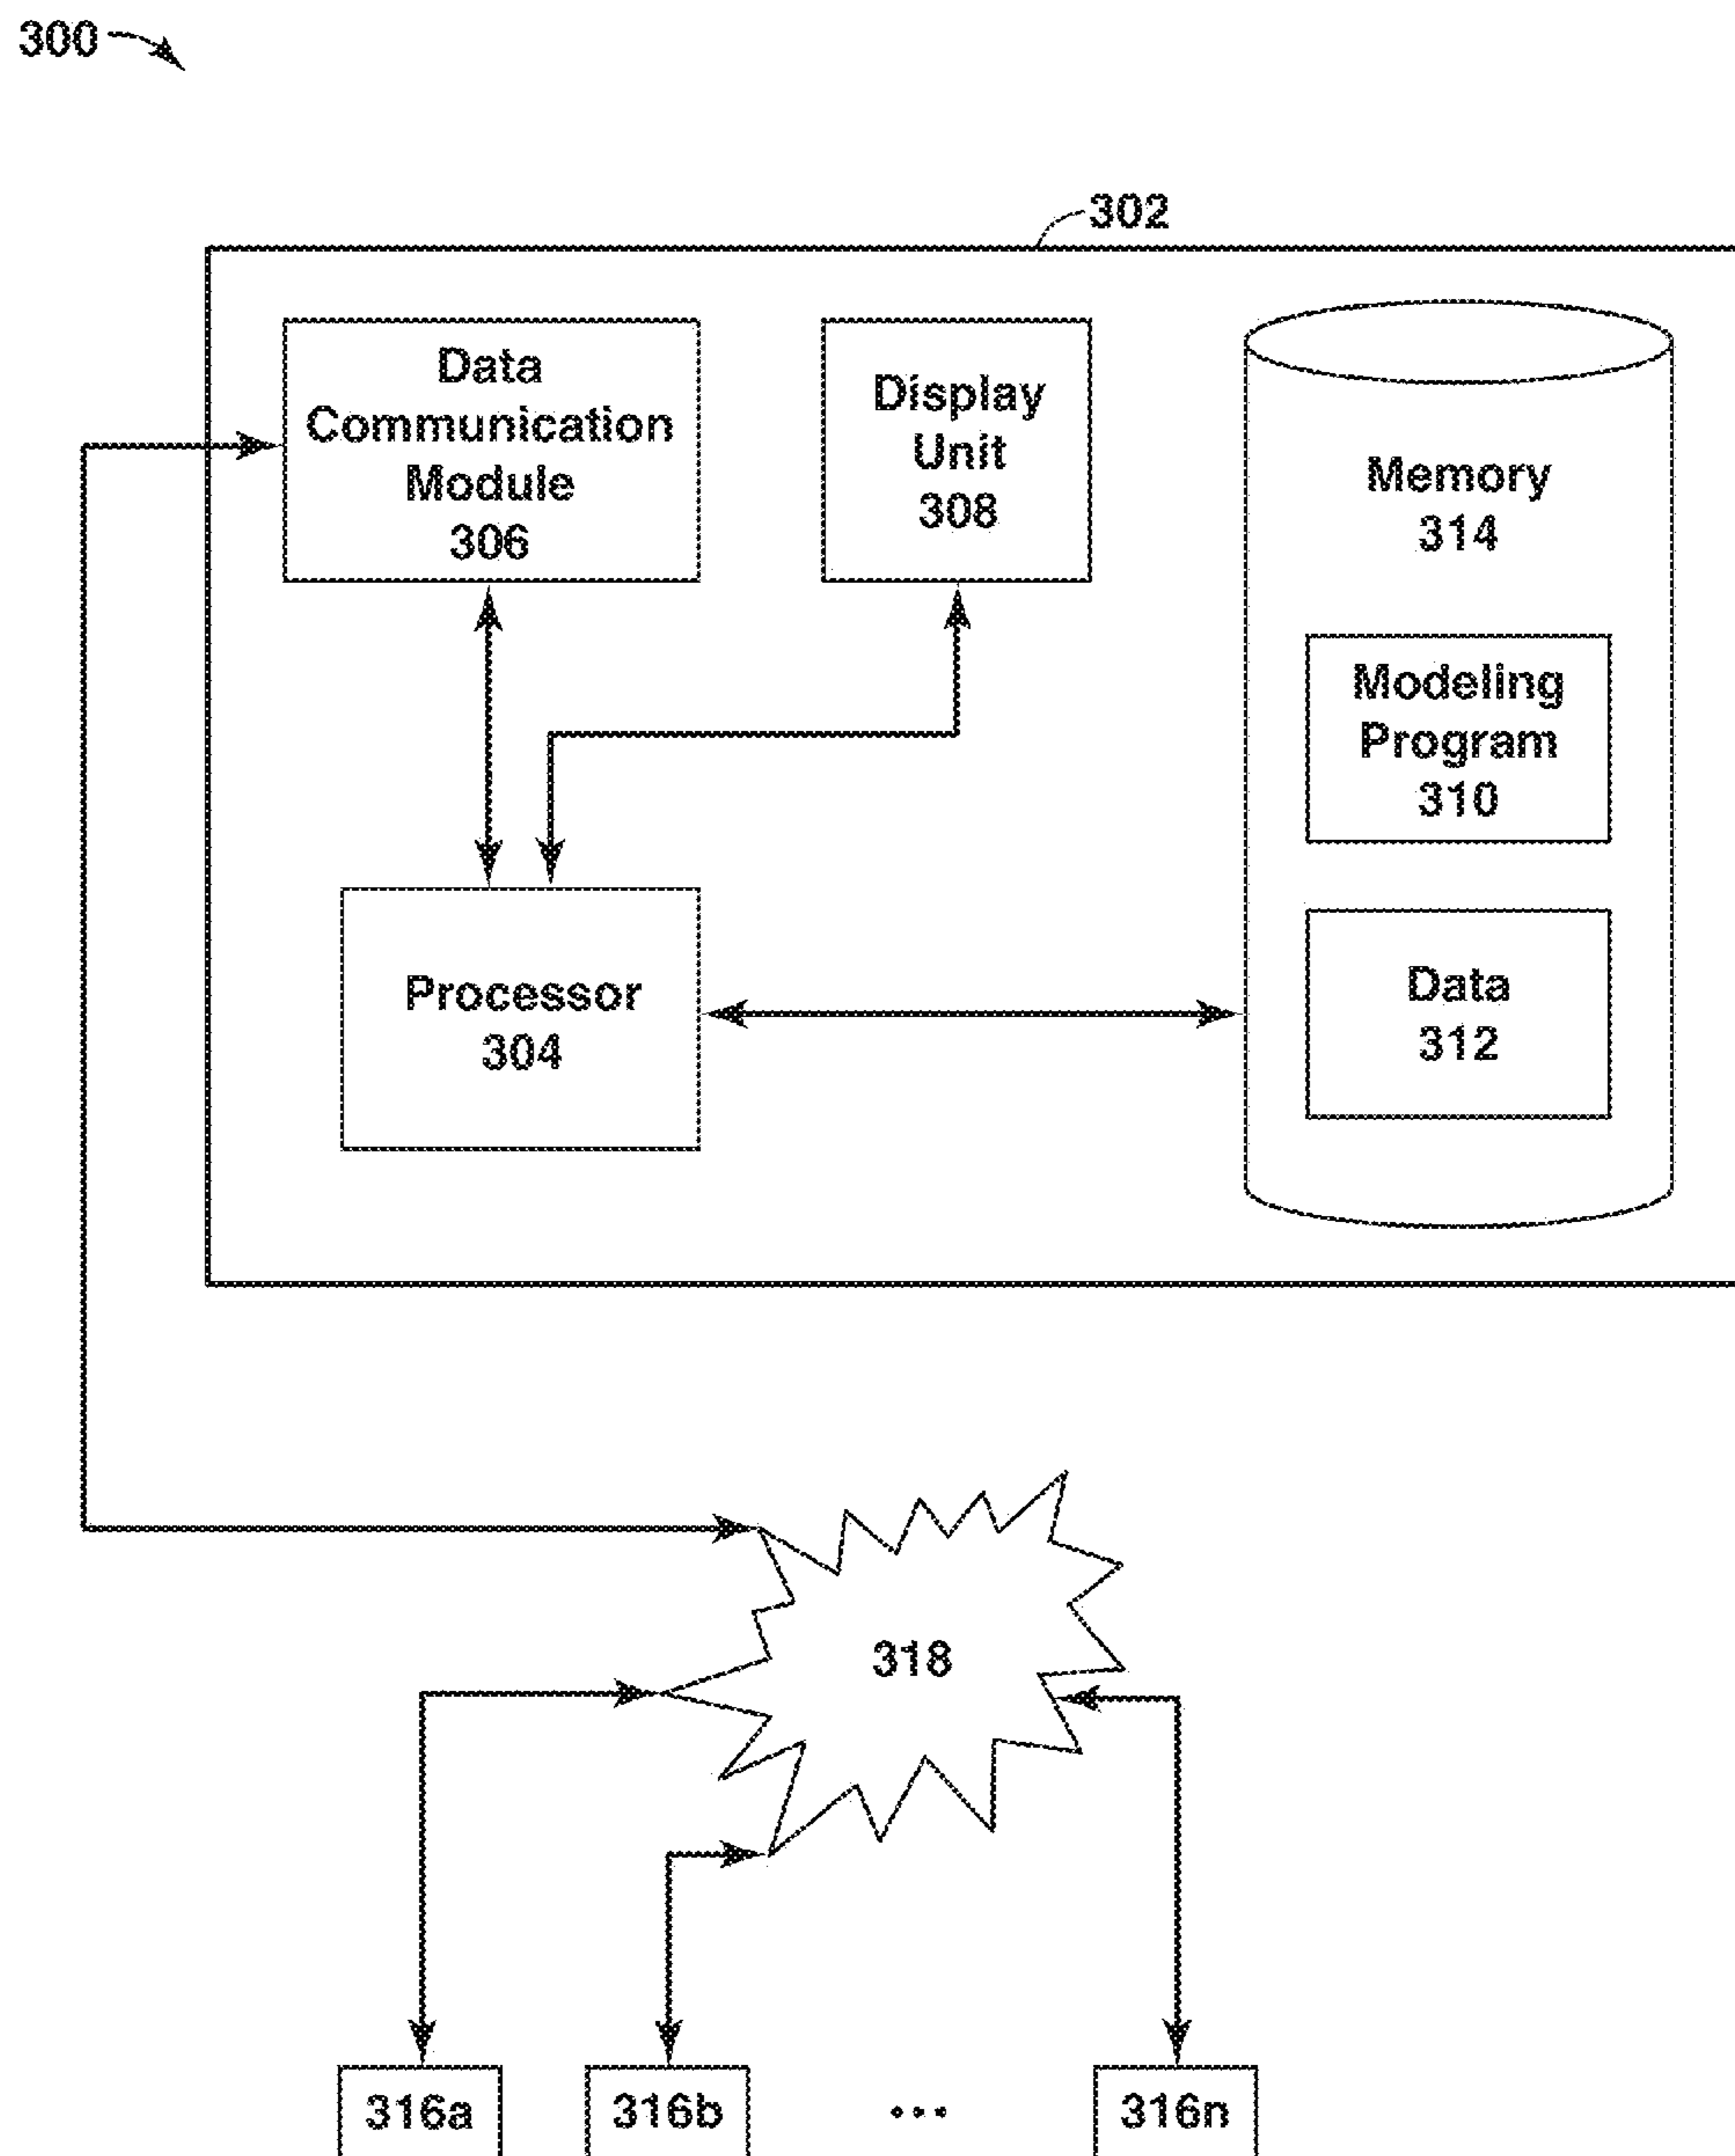 300
302
Data
Communication
Module
306
Display
Unit
308
Memory
314
Modeling
Program
310
Processor
304
Data
312
318
316a
316b
...
316n